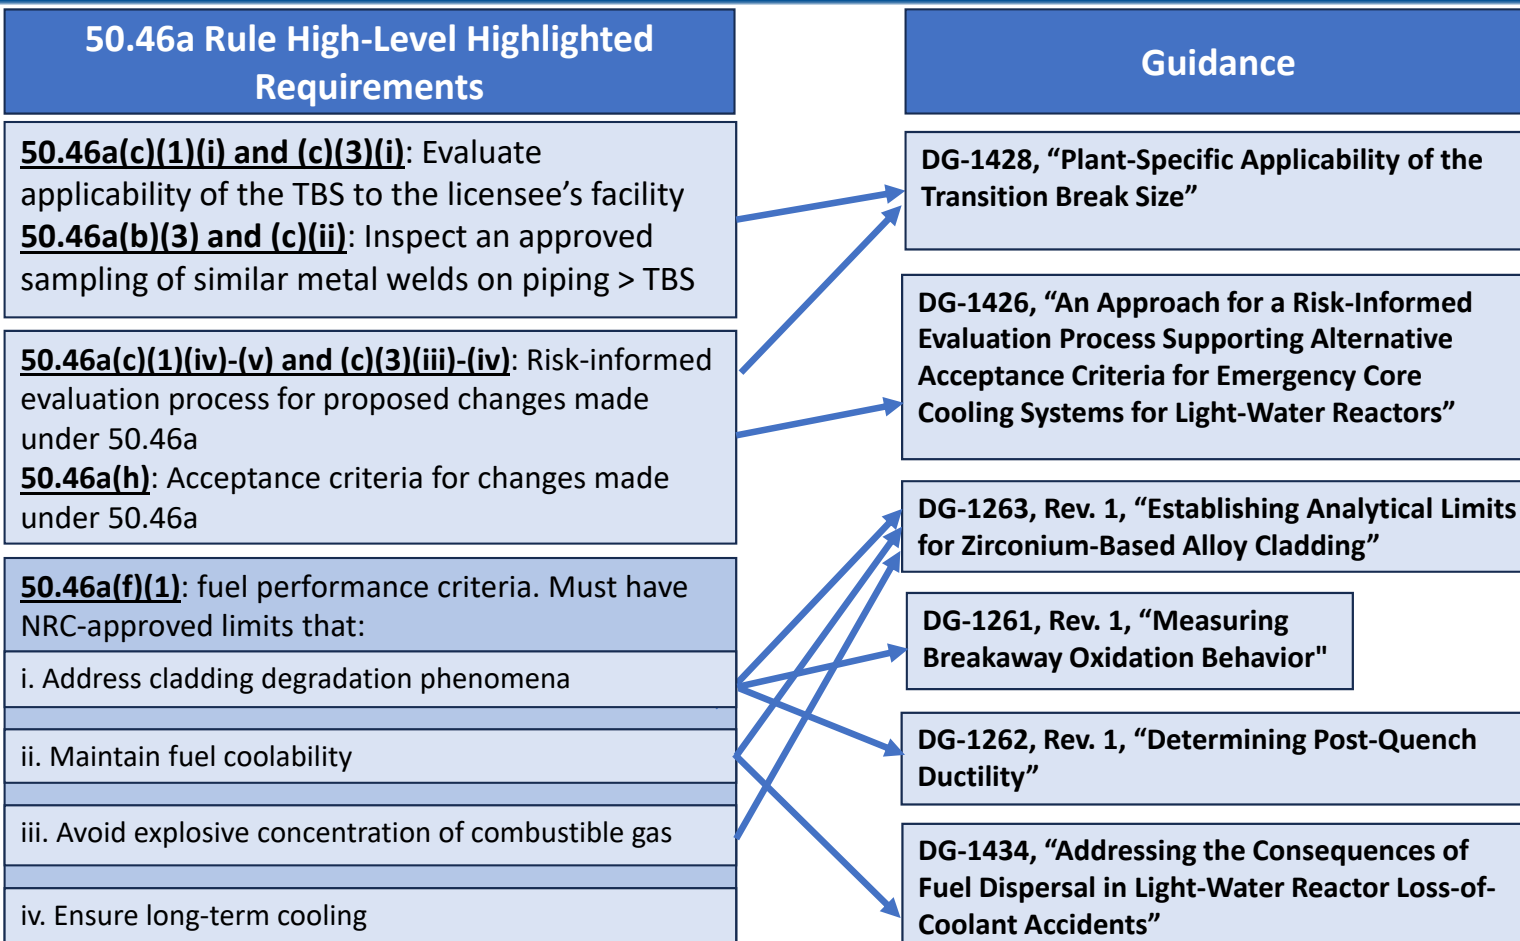 50.46a Rule High-Level Highlighted
Requirements
50.46a(c)(1)(i) and (c)(3)(i): Evaluate
applicability of the TBS to the licensee’s facility
50.46a(b)(3) and (c)(ii): Inspect an approved
sampling of similar metal welds on piping > TBS
50.46a(c)(1)(iv)-(v) and (c)(3)(iii)-(iv): Risk-informed
evaluation process for proposed changes made
under 50.46a
50.46a(h): Acceptance criteria for changes made
under 50.46a
50.46a(f)(1): fuel performance criteria. Must have
NRC-approved limits that:
i. Address cladding degradation phenomena
ii. Maintain fuel coolability
iii. Avoid explosive concentration of combustible gas
iv. Ensure long-term cooling
Guidance
DG-1428, “Plant-Specific Applicability of the
Transition Break Size”
DG-1426, “An Approach for a Risk-Informed
Evaluation Process Supporting Alternative
Acceptance Criteria for Emergency Core
Cooling Systems for Light-Water Reactors”
DG-1263, Rev. 1, “Establishing Analytical Limits
for Zirconium-Based Alloy Cladding”
DG-1261, Rev. 1, “Measuring
Breakaway Oxidation Behavior"
DG-1262, Rev. 1, “Determining Post-Quench
Ductility”
DG-1434, “Addressing the Consequences of
Fuel Dispersal in Light-Water Reactor Loss-of-
Coolant Accidents”